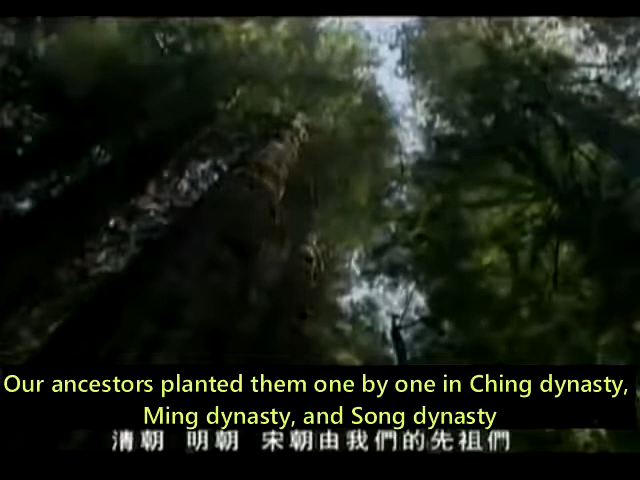 Our ancestors planted them one by one in Ching dynasty,
Ming dynasty, and Song dynasty
清朝 明朝 宋朝由我們的先祖們